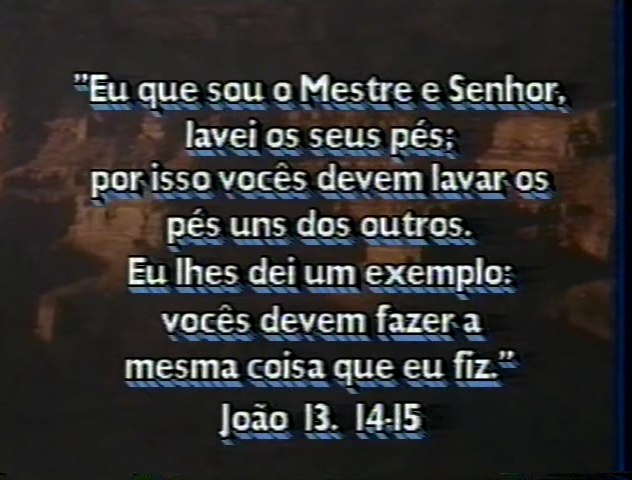 "Eu que sou o Mestre e Senhor,
lavei os seus pés;
por isso vocês devem lavar os
pés uns dos outros.
Eu lhes dei um exemplo:
vocês devem fazer a
mesma coisa que eu fiz."
João 13. 14-15